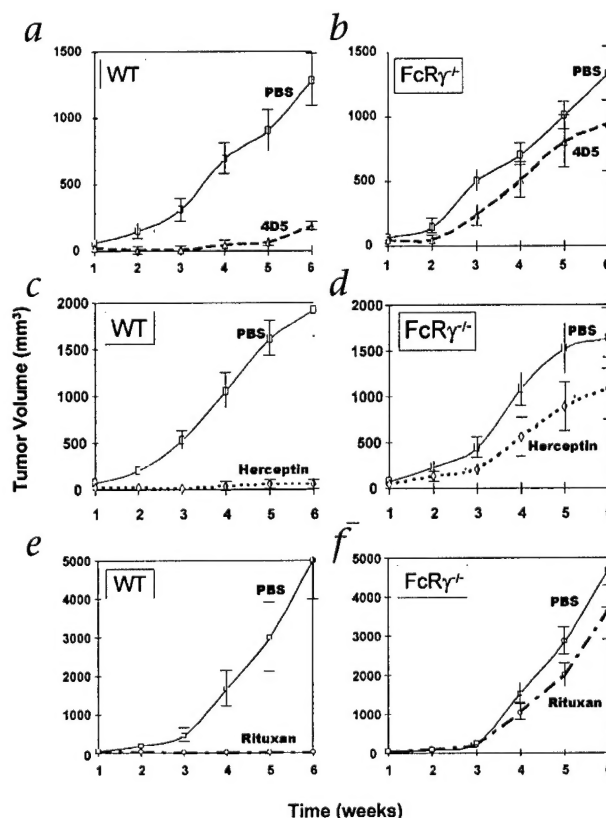 a
b
WT
FcRγ-/-
PBS
PBS
4D5
4D5
1500
1000
500
0
1500
1000
500
0
1 2 3 4 5 6
1 2 3 4 5 6
c
d
WT
FcRγ-/-
PBS
PBS
Herceptin
Herceptin
2000
1500
1000
500
0
2000
1500
1000
500
0
1 2 3 4 5 6
1 2 3 4 5 6
e
f
WT
FcRγ-/-
PBS
PBS
Rituxan
Rituxan
5000
4000
3000
2000
1000
0
5000
4000
3000
2000
1000
0
1 2 3 4 5 6
1 2 3 4 5 6
Tumor Volume (mm³)
Time (weeks)